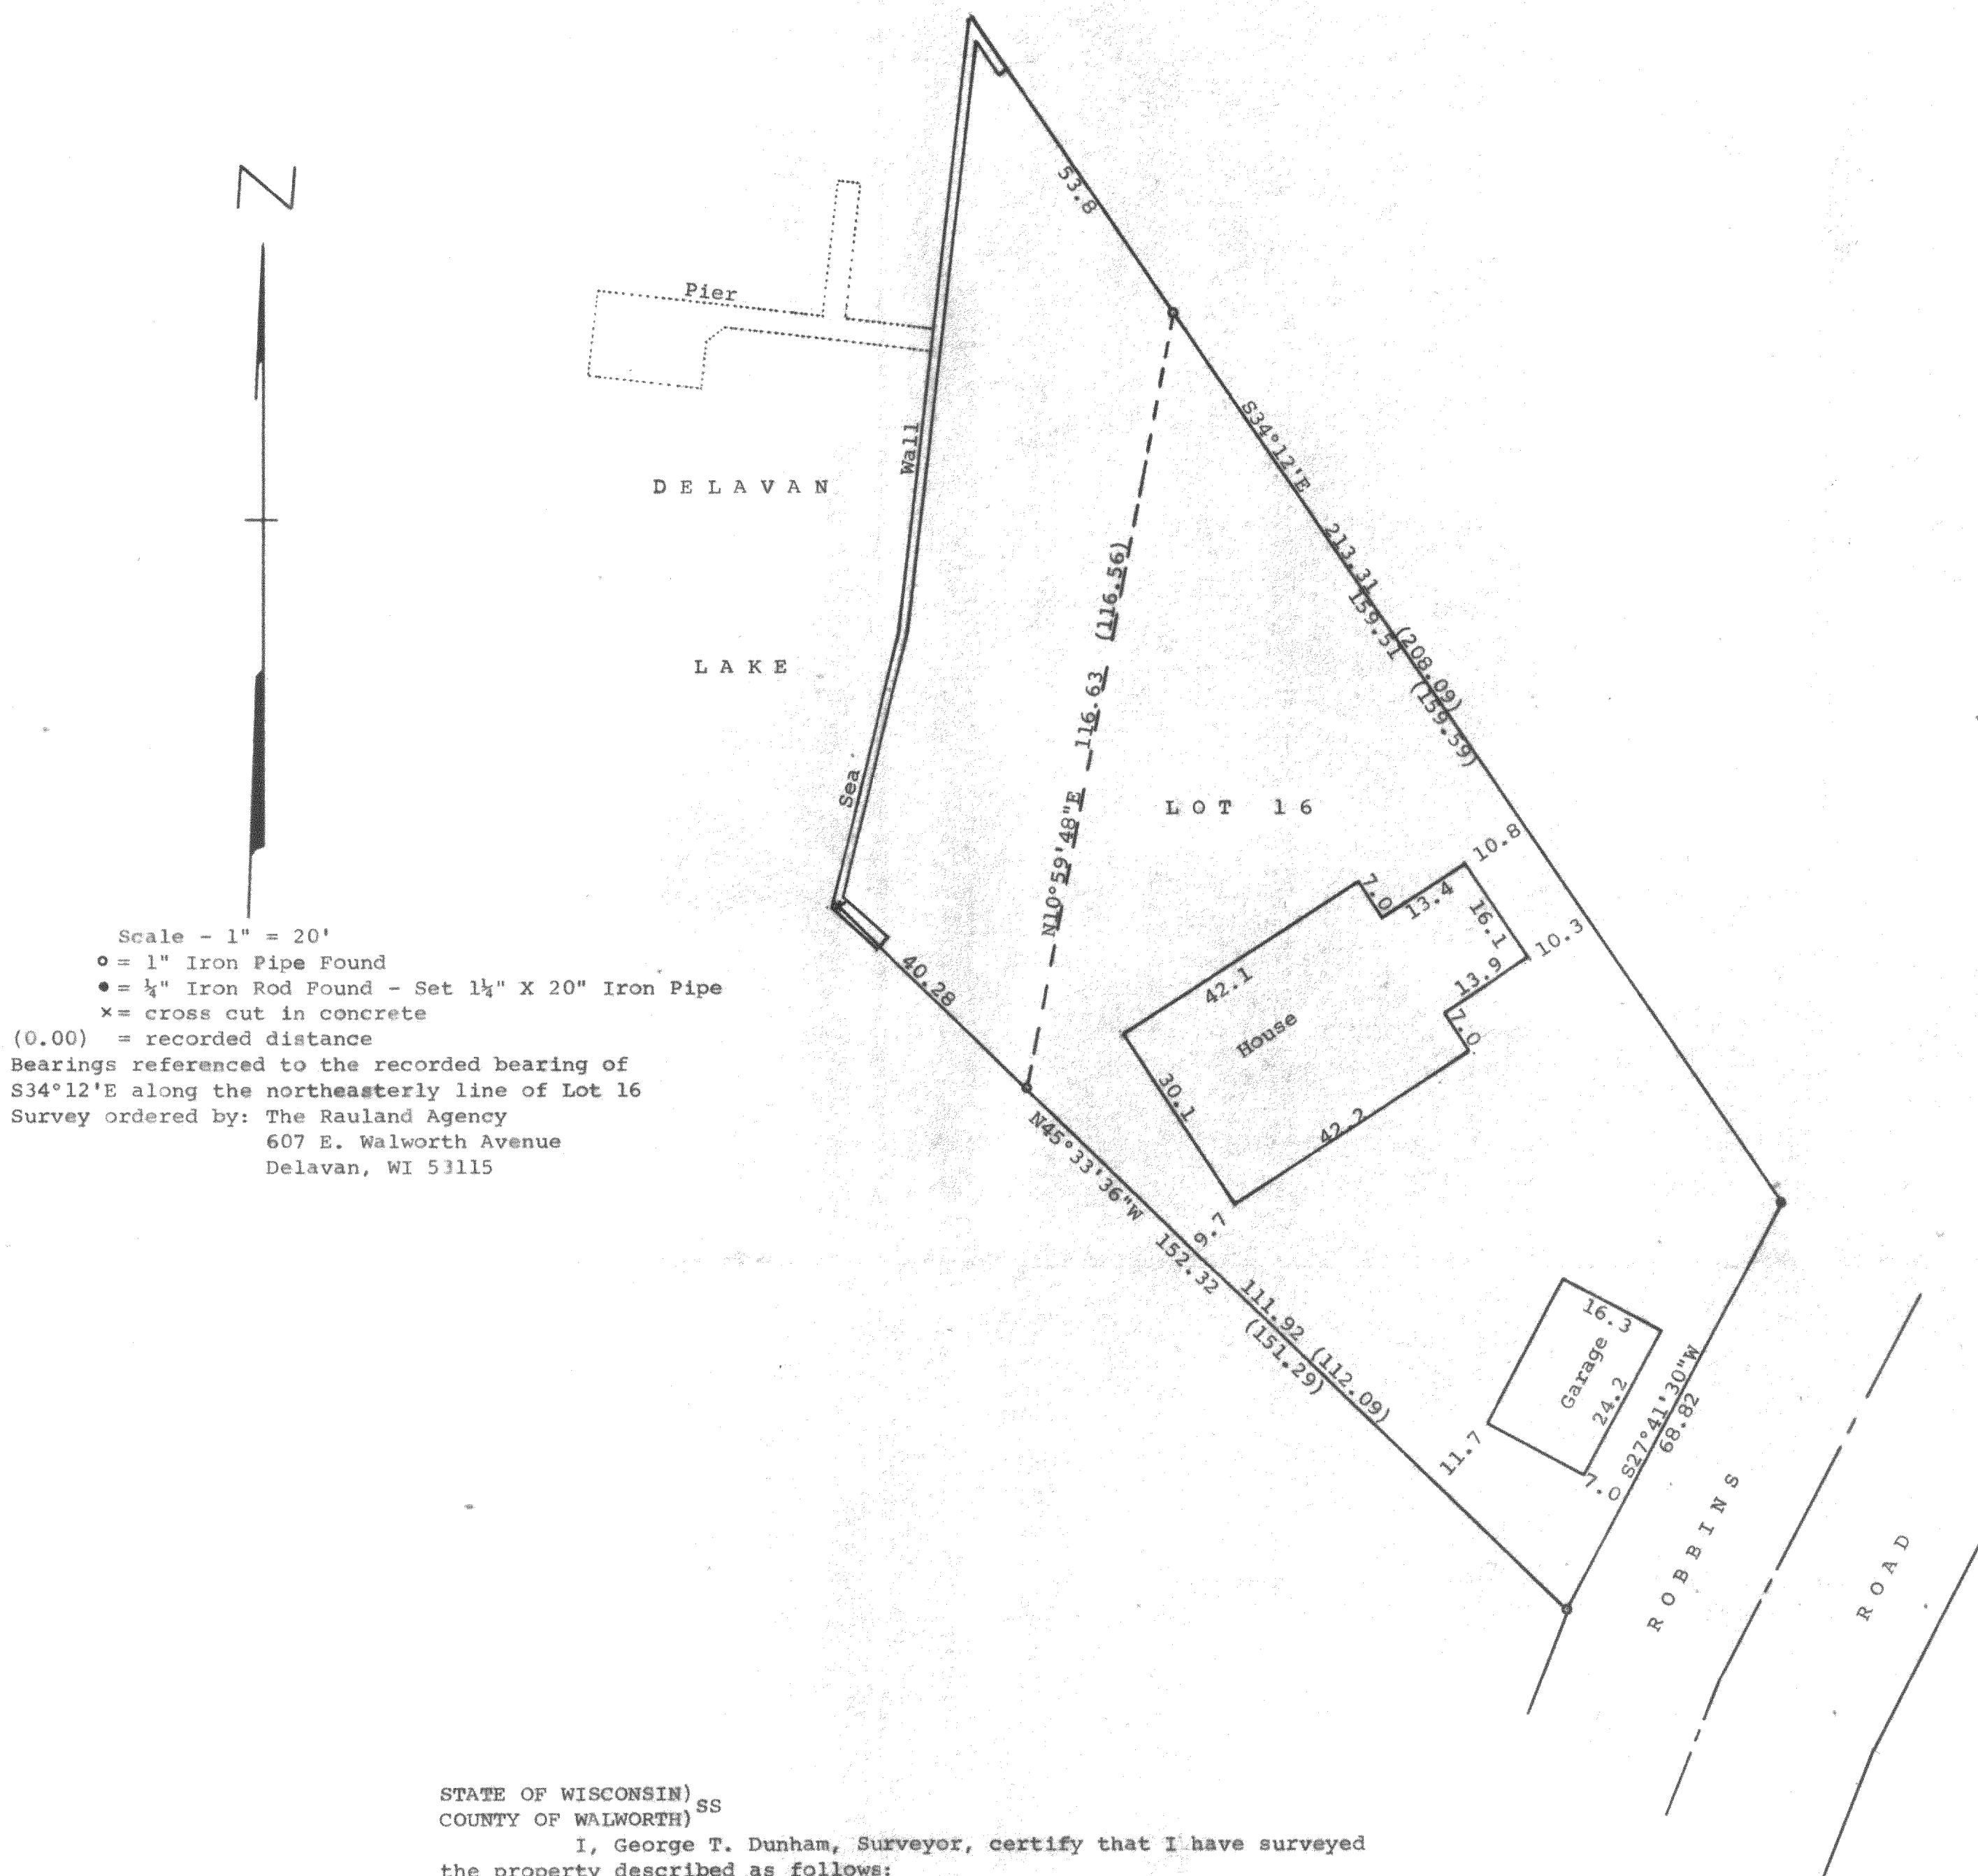 N
53.8
Pier
S34°12'E
213.31
159.51
(208.09)
(159.59)
Wall
DELAVAN
LAKE
Sea
N10°59'48"E 116.63 (116.56)
LOT 16
10.8
7.0
13.4
16.1
10.3
13.9
7.0
42.1
House
30.1
42.2
9.7
40.28
N45°33'36"W
152.32
111.92 (112.09)
(151.29)
16.3
Garage
24.2
11.7
7.0
S27°41'30"W
68.82
ROBBINS
ROAD
Scale - 1" = 20'
o = 1" Iron Pipe Found
● = ¼" Iron Rod Found - Set 1¼" X 20" Iron Pipe
x = cross cut in concrete
(0.00) = recorded distance
Bearings referenced to the recorded bearing of
S34°12'E along the northeasterly line of Lot 16
Survey ordered by: The Rauland Agency
607 E. Walworth Avenue
Delavan, WI 53115
STATE OF WISCONSIN)
SS
COUNTY OF WALWORTH)
I, George T. Dunham, Surveyor, certify that I have surveyed
the property described as follows: